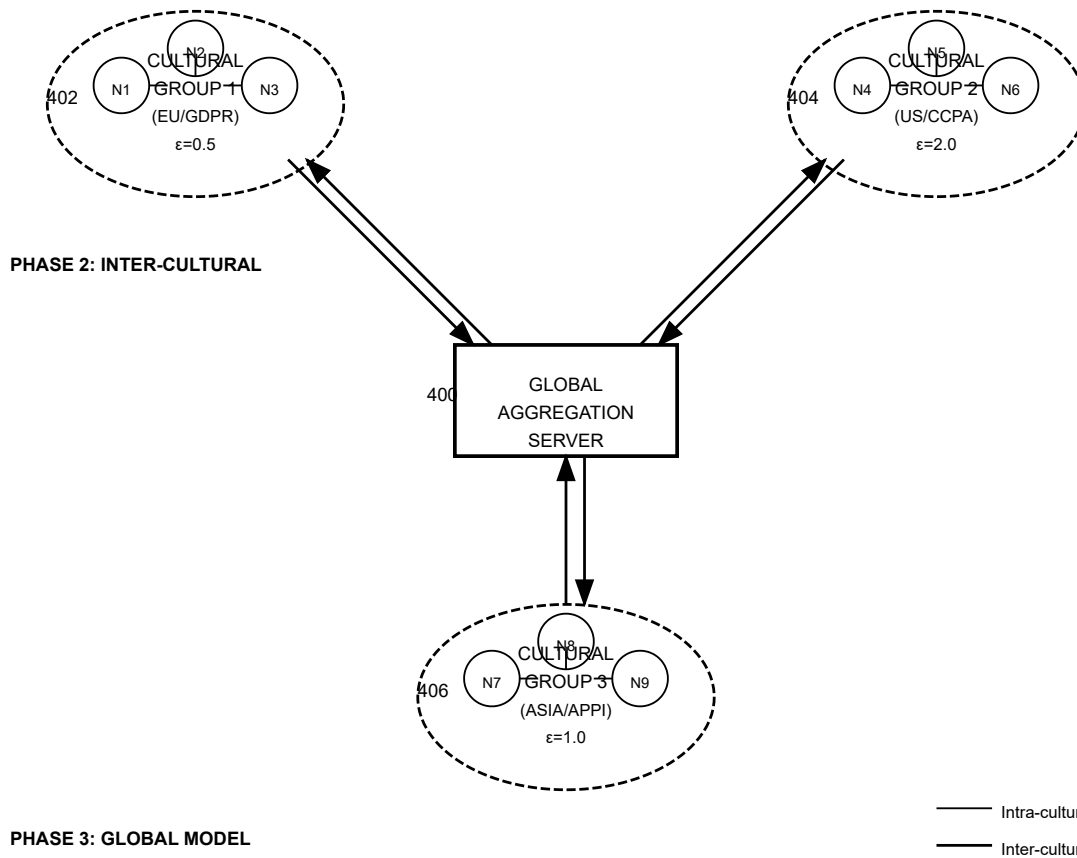 N2
CULTURAL
GROUP 1
(EU/GDPR)
ε=0.5
N1
N3
402
N5
CULTURAL
GROUP 2
(US/CCPA)
ε=2.0
N4
N6
404
PHASE 2: INTER-CULTURAL
400
GLOBAL
AGGREGATION
SERVER
N8
CULTURAL
GROUP 3
(ASIA/APPI)
ε=1.0
N7
N9
406
Intra-cultur
PHASE 3: GLOBAL MODEL
Inter-cultur